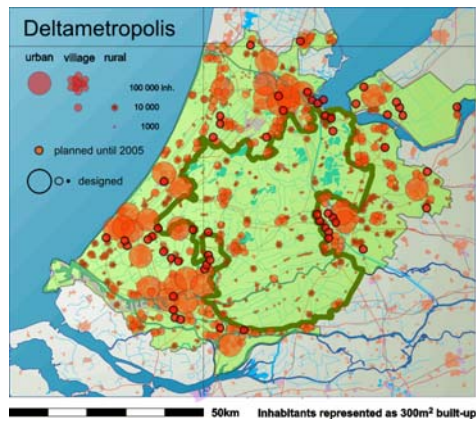 Deltametropolis
urban village rural
100 000 inh.
10 000
1000
planned until 2005
designed
50km Inhabitants represented as 300m² built-up